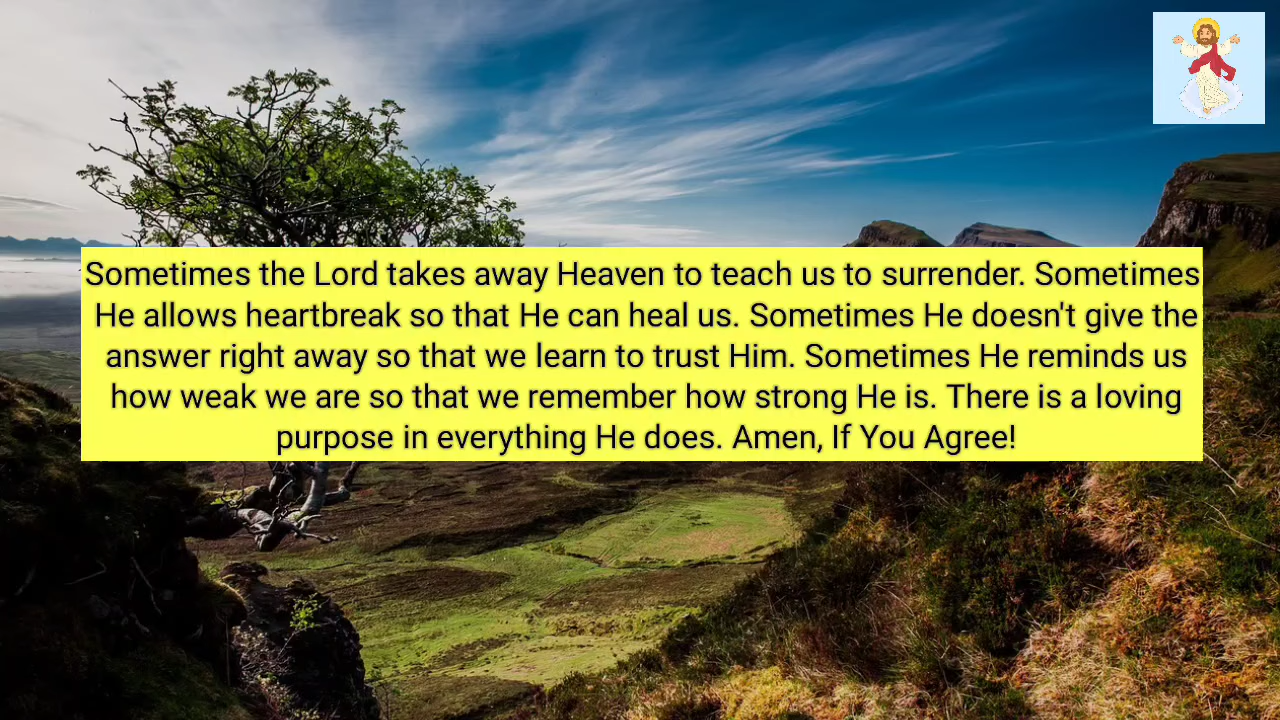 Sometimes the Lord takes away Heaven to teach us to surrender. Sometimes
He allows heartbreak so that He can heal us. Sometimes He doesn't give the
answer right away so that we learn to trust Him. Sometimes He reminds us
how weak we are so that we remember how strong He is. There is a loving
purpose in everything He does. Amen, If You Agree!